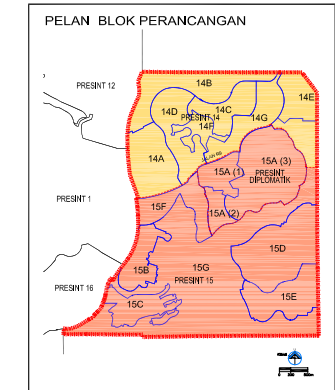 PELAN BLOK PERANCANGAN
PRESINT 12
14B
14E
14D
14C
PRESINT 14
14F
14G
14A
15A (3)
15A (1)
PRESINT
DIPLOMATIK
PRESINT 1
15F
15A (2)
15D
15B
15G
PRESINT 16
PRESINT 15
15E
15C